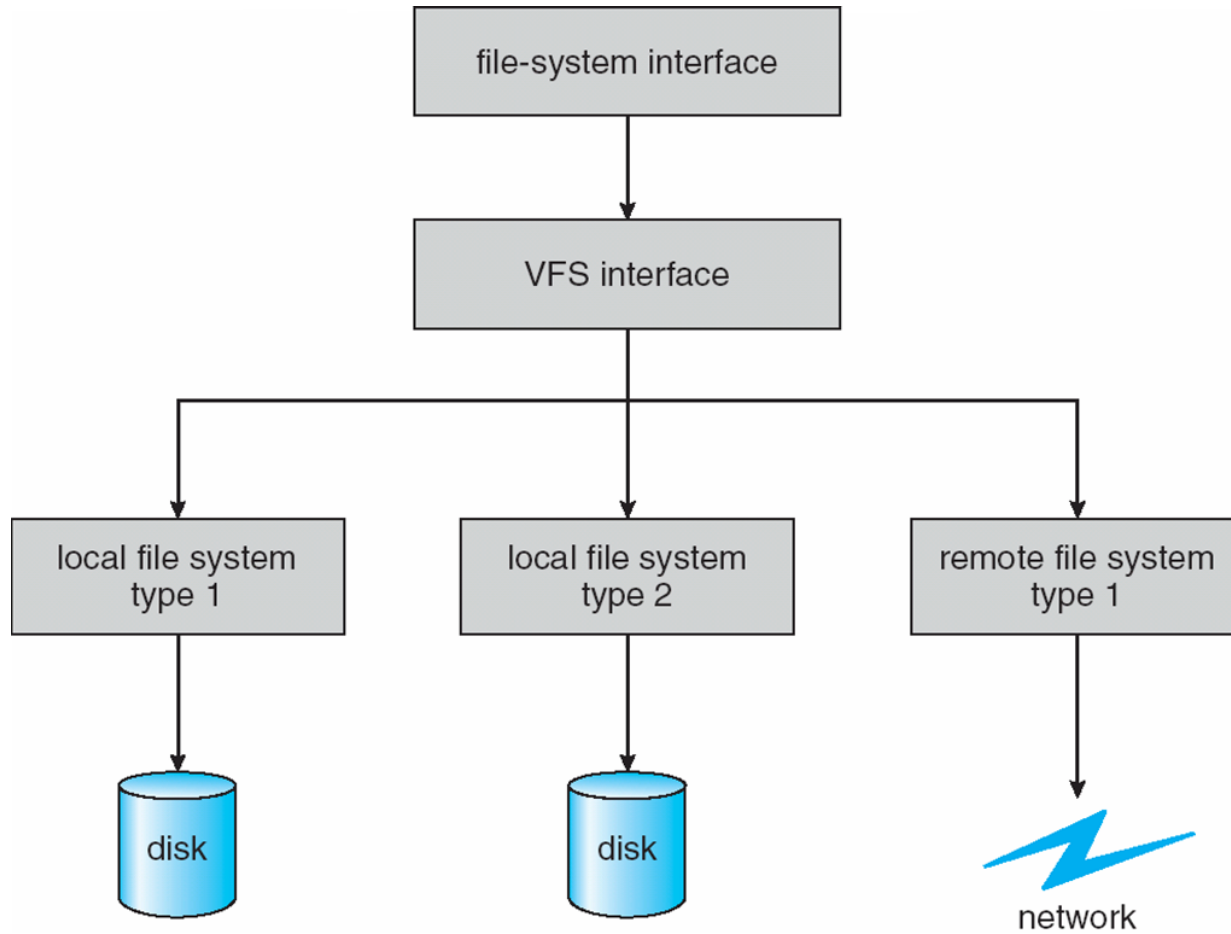 file-system interface
VFS interface
local file system
type 1
local file system
type 2
remote file system
type 1
disk
disk
network